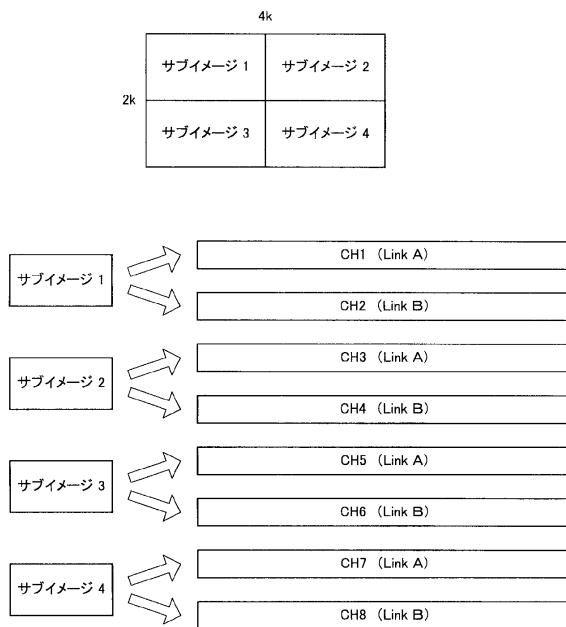 4k
サブイメージ 1
サブイメージ 2
2k
サブイメージ 3
サブイメージ 4
サブイメージ 1
CH1 (Link A)
CH2 (Link B)
サブイメージ 2
CH3 (Link A)
CH4 (Link B)
サブイメージ 3
CH5 (Link A)
CH6 (Link B)
サブイメージ 4
CH7 (Link A)
CH8 (Link B)